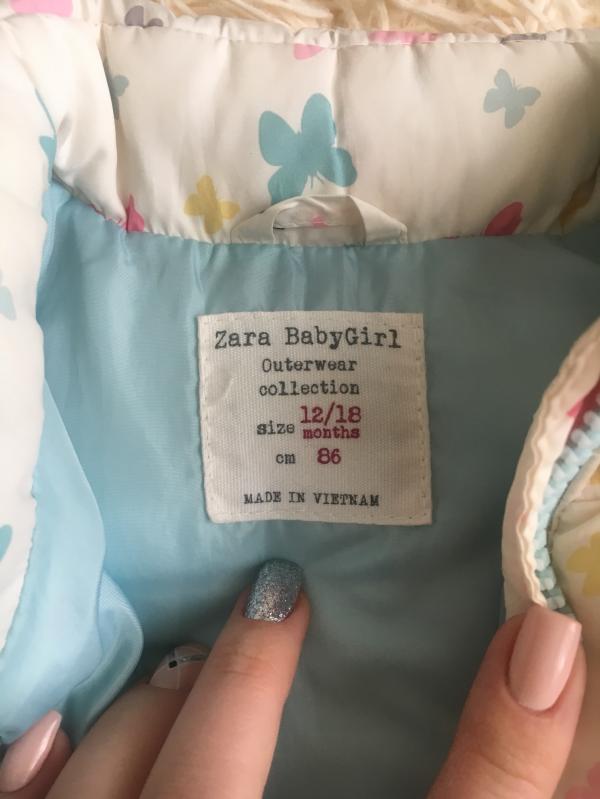 Zara BabyGirl
Outerwear
collection
size 12/18 months
cm 86
MADE IN VIETNAM